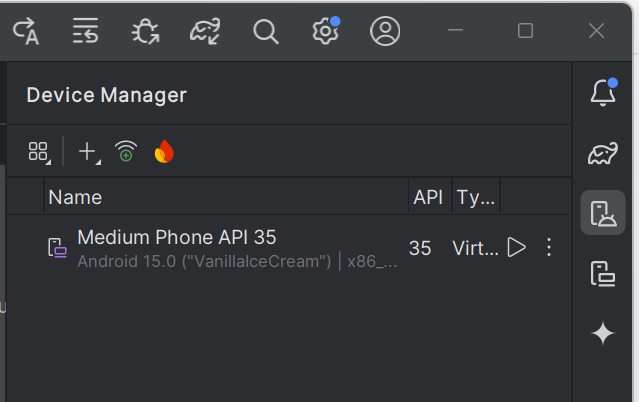 A
Device Manager
Name API Ty...
Medium Phone API 35 35 Virt...
Android 15.0 ("VanillaIceCream") | x86_...